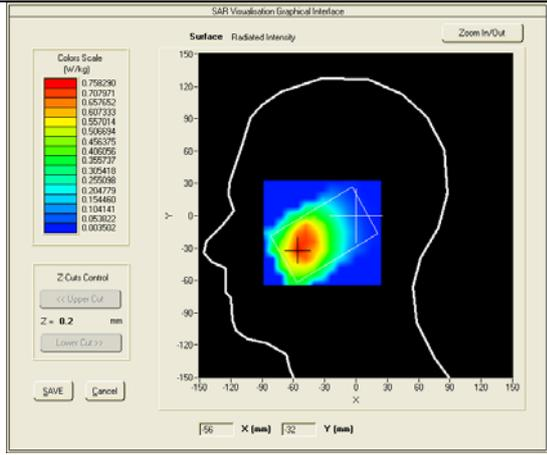 SAR Visualisation Graphical Interface
Surface Radiated Intensity
Zoom In/Out
Colors Scale
(W/kg)
0.758290
0.707971
0.657652
0.607333
0.557014
0.506694
0.456375
0.406056
0.355737
0.305418
0.255098
0.204779
0.154460
0.104141
0.053822
0.003502
Z-Cuts Control
<< Upper Cut
Z = 0.2 mm
Lower Cut >>
SAVE Cancel
150-
120-
90-
60-
30-
0-
-30-
-60-
-90-
-120-
-150-
Y
-150 -120 -90 -60 -30 0 30 60 90 120 150
X
-56 X (mm) -32 Y (mm)